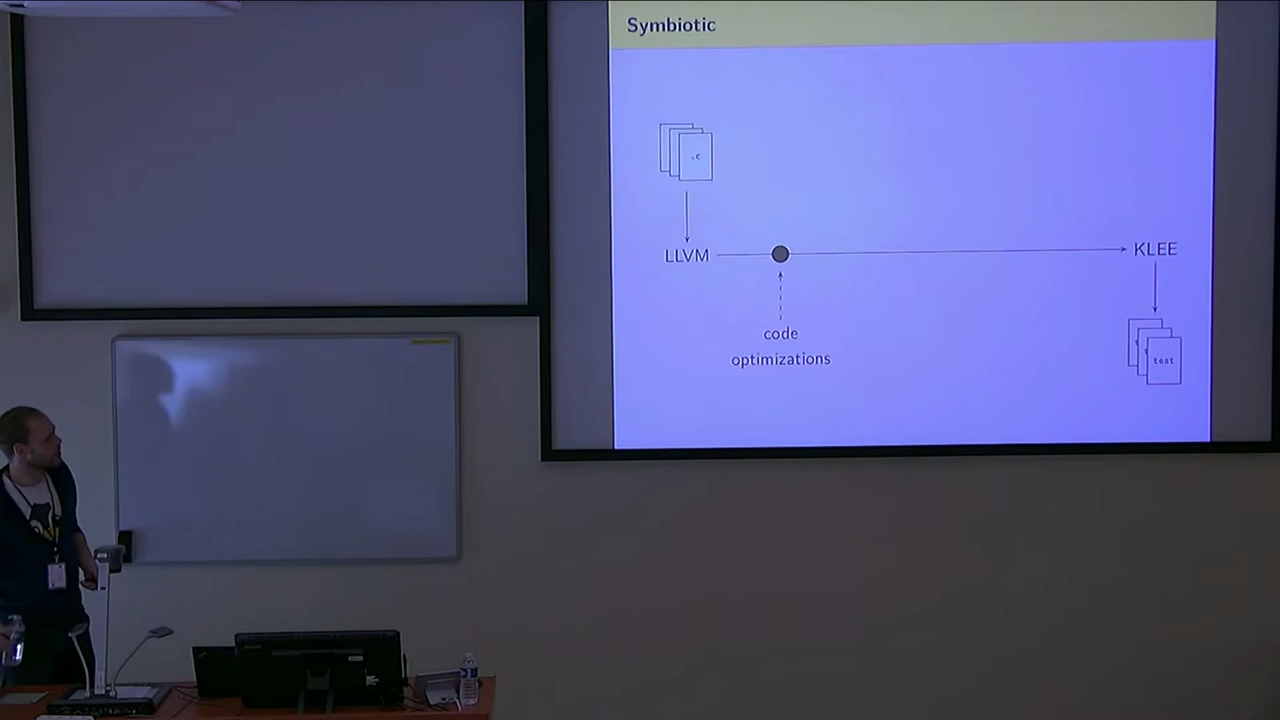 Symbiotic
.c
LLVM
KLEE
code
optimizations
test